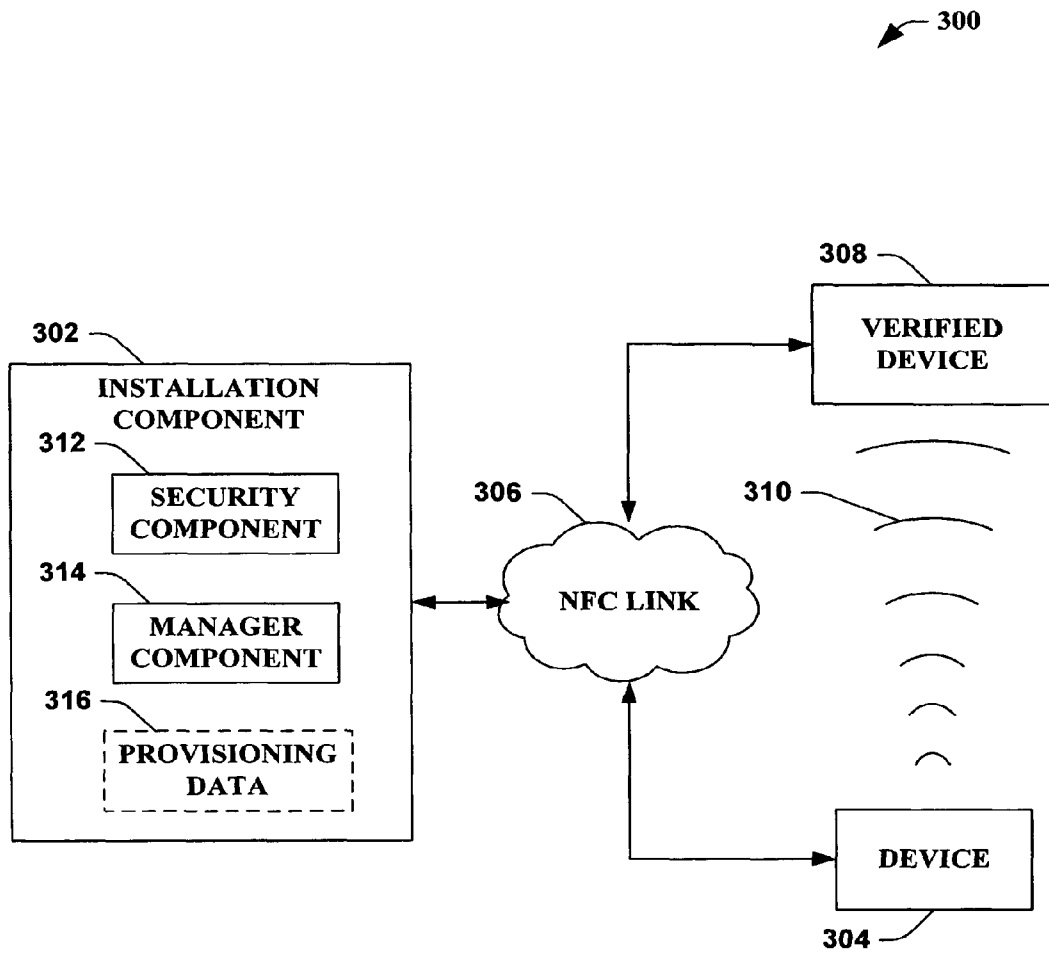 300
308
VERIFIED
DEVICE
302
INSTALLATION
COMPONENT
312
SECURITY
COMPONENT
306
310
NFC LINK
314
MANAGER
COMPONENT
316
PROVISIONING
DATA
DEVICE
304